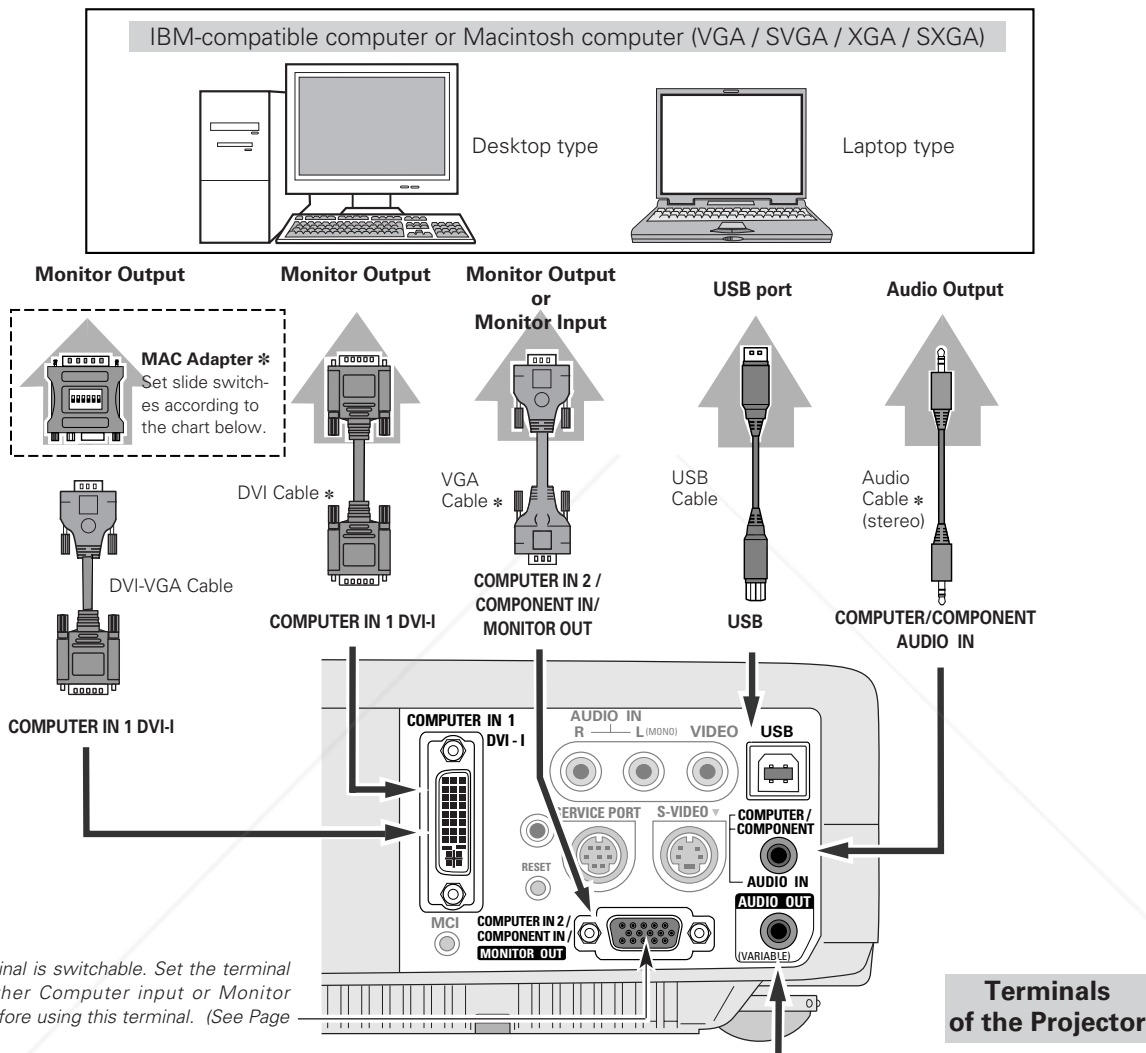 IBM-compatible computer or Macintosh computer (VGA / SVGA / XGA / SXGA)
Desktop type
Laptop type
Monitor Output
Monitor Output
Monitor Output
or
Monitor Input
USB port
Audio Output
MAC Adapter ✻
Set slide switch-
es according to
the chart below.
DVI Cable ✻
VGA
Cable ✻
USB
Cable
Audio
Cable ✻
(stereo)
DVI-VGA Cable
COMPUTER IN 1 DVI-I
COMPUTER IN 2 /
COMPONENT IN/
MONITOR OUT
USB
COMPUTER/COMPONENT
AUDIO IN
COMPUTER IN 1 DVI-I
COMPUTER IN 1
DVI - I
AUDIO IN
R
L (MONO)
VIDEO
USB
SERVICE PORT
S-VIDEO
COMPUTER /
COMPONENT
AUDIO IN
RESET
MCI
COMPUTER IN 2 /
COMPONENT IN /
MONITOR OUT
AUDIO OUT
(VARIABLE)
is switchable. Set the terminal
Computer input or Monitor
using this terminal. (See Page
Terminals
of the Projector